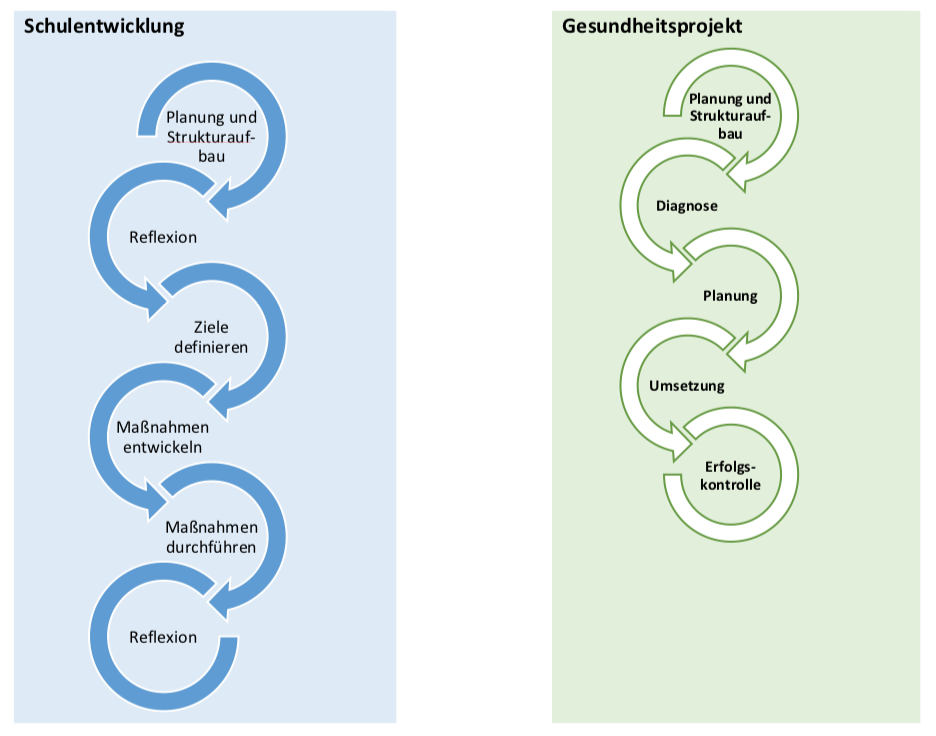 Schulentwicklung
Planung und
Strukturauf-
bau
Reflexion
Ziele
definieren
Maßnahmen
entwickeln
Maßnahmen
durchführen
Reflexion
Gesundheitsprojekt
Planung und
Strukturauf-
bau
Diagnose
Planung
Umsetzung
Erfolgs-
kontrolle